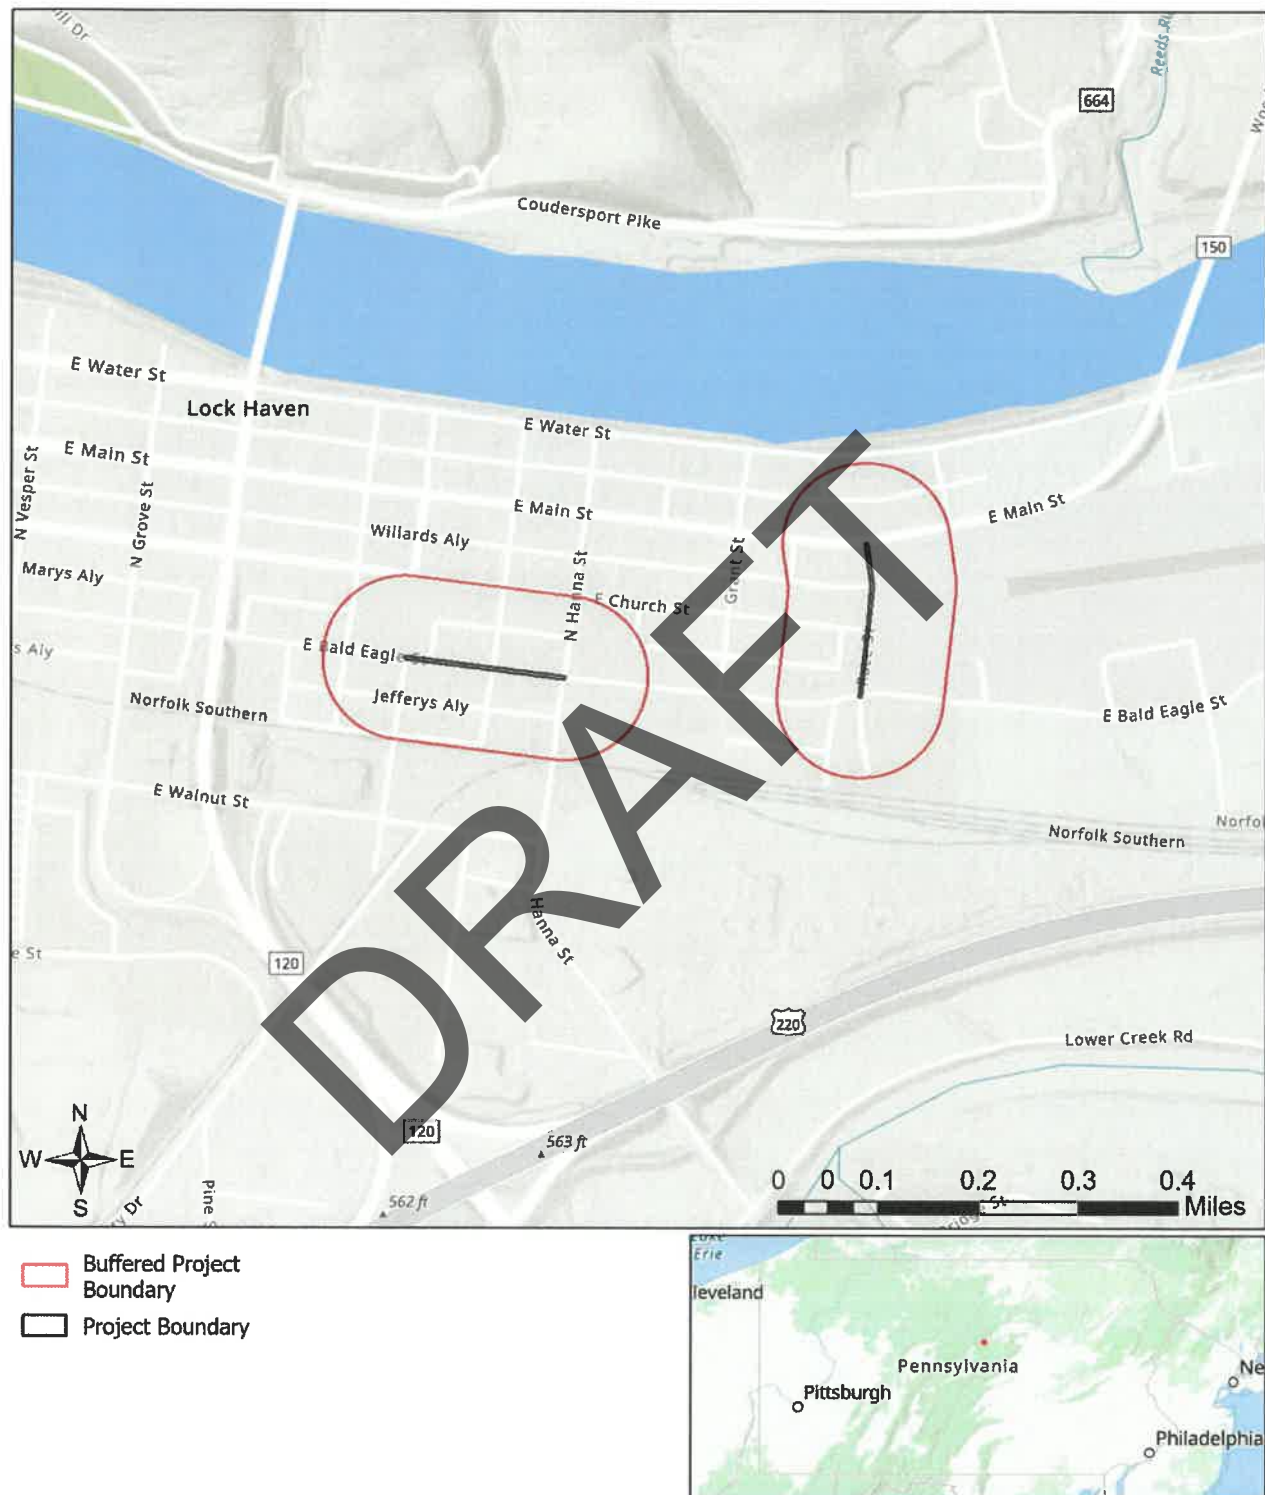 664
Reeds
Coudersport Pike
150
E Water St
Lock Haven
E Water St
E Main St
N Vesper St
N Grove St
E Main St
E Main St
Willards Aly
Grant St
N Hanna St
Marys Aly
E Church St
s Aly
E Bald Eagle St
Race St
Jefferys Aly
Norfolk Southern
E Bald Eagle St
E Walnut St
Norfolk Southern
Norfol
DRAFT
Hanna St
e St
120
220
Lower Creek Rd
120
563 ft
562 ft
N
W E
S
Pine
ry Dr
0 0 0.1 0.2 0.3 0.4
Miles
Buffered Project
Boundary
Project Boundary
Erie
leveland
Pennsylvania
Pittsburgh
Ne
Philadelphia